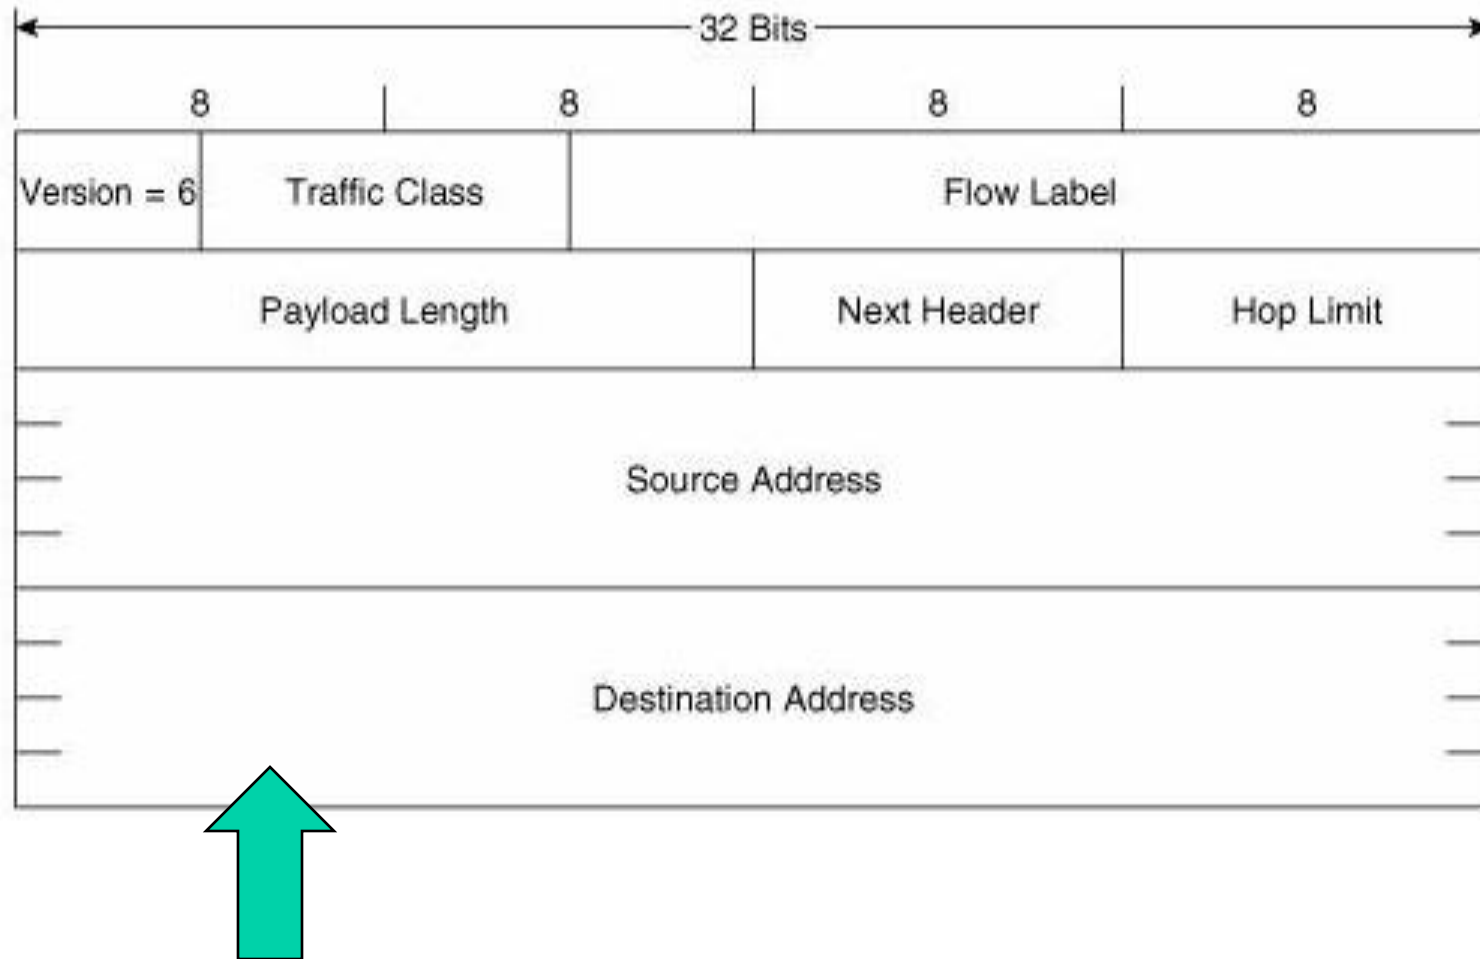 32 Bits
8 8 8 8
Version = 6 Traffic Class Flow Label
Payload Length Next Header Hop Limit
Source Address
Destination Address